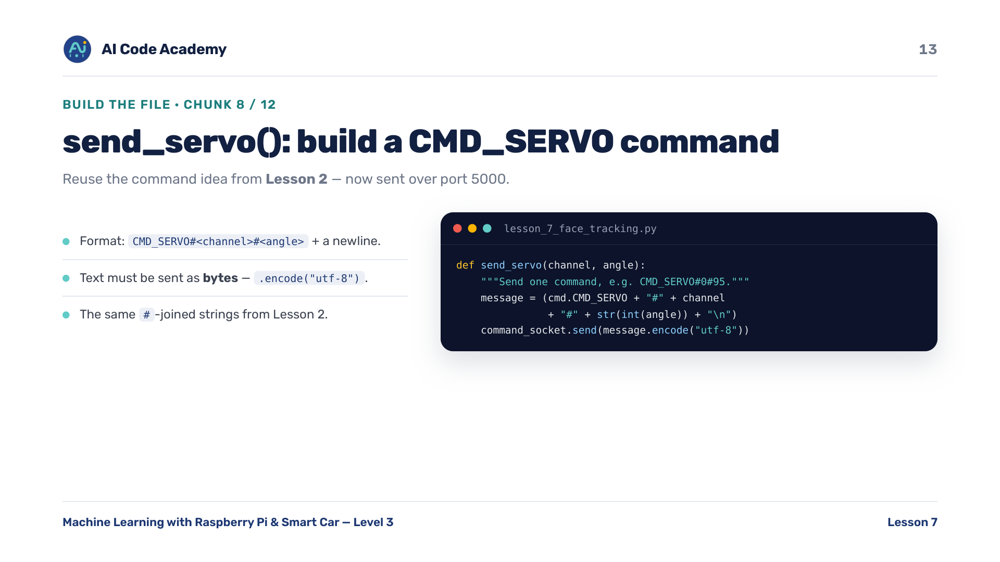 AI Code Academy
13
BUILD THE FILE • CHUNK 8 / 12
send_servo(): build a CMD_SERVO command
Reuse the command idea from Lesson 2 — now sent over port 5000.
Format: CMD_SERVO#<channel>#<angle> + a newline.
Text must be sent as bytes — .encode("utf-8").
The same #-joined strings from Lesson 2.
lesson_7_face_tracking.py
def send_servo(channel, angle):
    """Send one command, e.g. CMD_SERVO#0#95."""
    message = (cmd.CMD_SERVO + "#" + channel
               + "#" + str(int(angle)) + "\n")
    command_socket.send(message.encode("utf-8"))
Machine Learning with Raspberry Pi & Smart Car — Level 3
Lesson 7